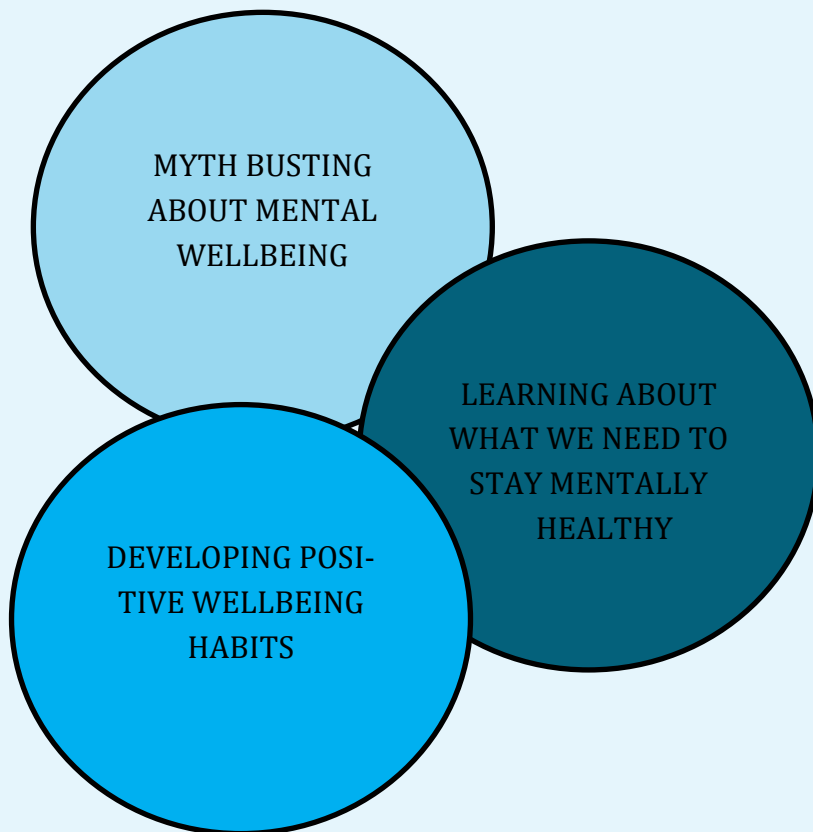 MYTH BUSTING
ABOUT MENTAL
WELLBEING
LEARNING ABOUT
WHAT WE NEED TO
STAY MENTALLY
HEALTHY
DEVELOPING POSI-
TIVE WELLBEING
HABITS